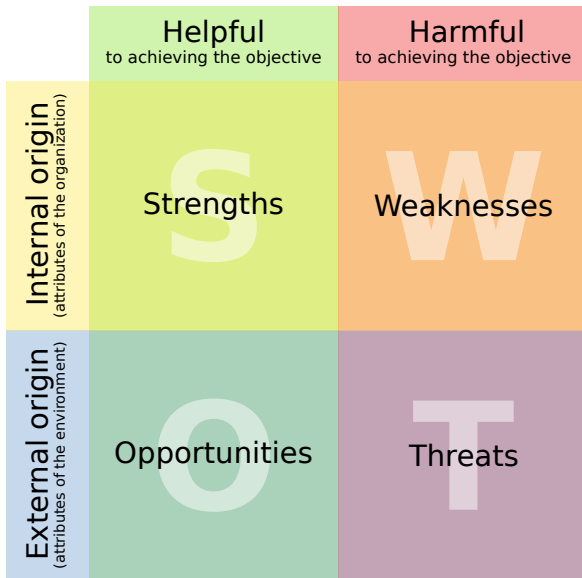 Helpful
to achieving the objective
Harmful
to achieving the objective
Internal origin
(attributes of the organization)
S
Strengths
W
Weaknesses
External origin
(attributes of the environment)
O
Opportunities
T
Threats